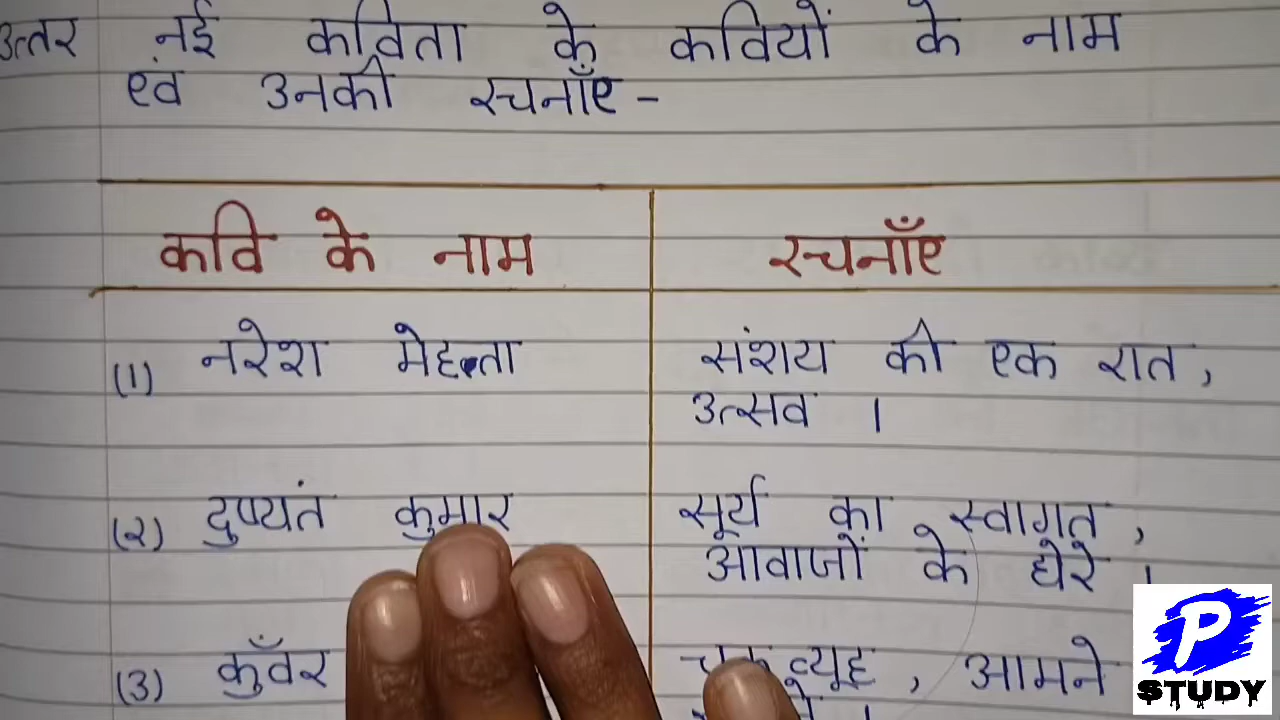 उत्तर नई कविता के कवियों के नाम
एवं उनकी रचनाँए -
कवि के नाम रचनाँए
(1) नरेश मेहता संशय की एक रात ,
उत्सव ।
(२) दुष्यंत कुमार सूर्य का स्वागत ,
आवाजों के घेरे ।
(3) कुँवर व्यूह , आमने
P
STUDY